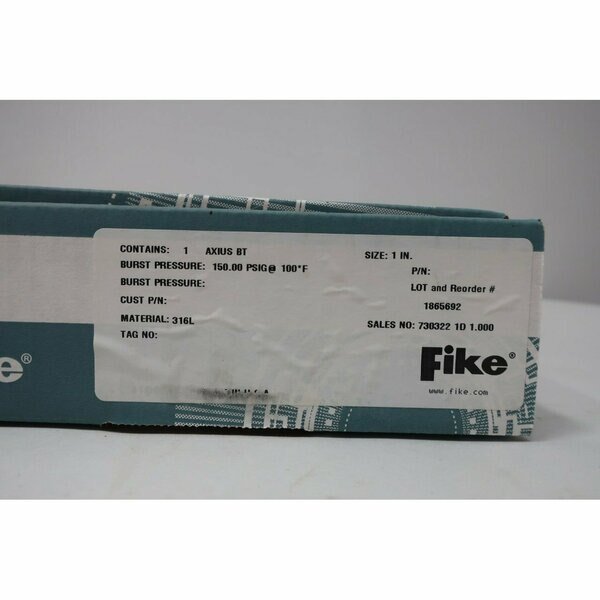 CONTAINS: 1 AXIUS BT
SIZE: 1 IN.
BURST PRESSURE: 150.00 PSIG@ 100°F
P/N:
BURST PRESSURE:
LOT and Reorder #
CUST P/N:
1865692
MATERIAL: 316L
SALES NO: 730322 1D 1.000
TAG NO:
Fike®
www.fike.com
e®